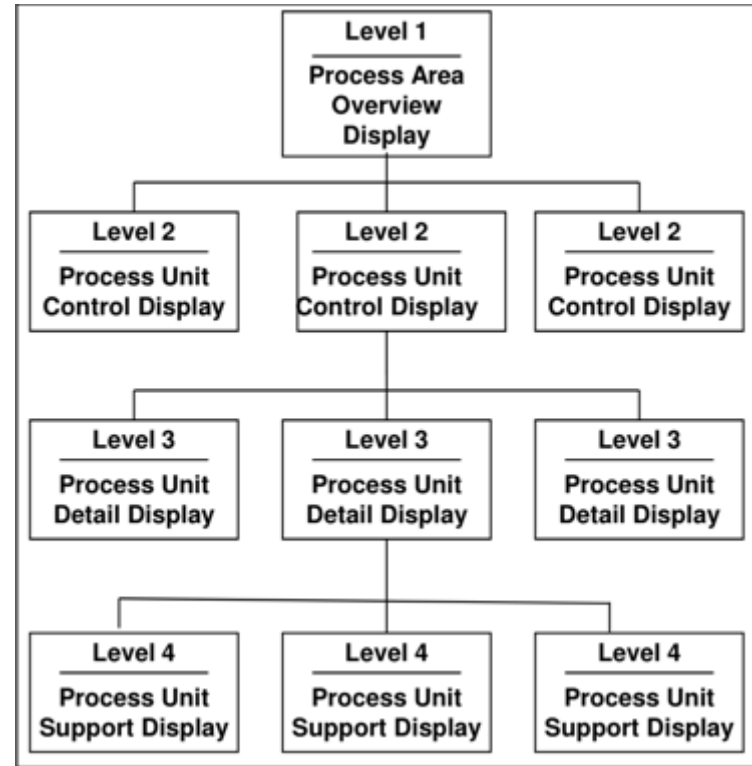 Level 1
Process Area
Overview
Display
Level 2
Process Unit
Control Display
Level 2
Process Unit
Control Display
Level 2
Process Unit
Control Display
Level 3
Process Unit
Detail Display
Level 3
Process Unit
Detail Display
Level 3
Process Unit
Detail Display
Level 4
Process Unit
Support Display
Level 4
Process Unit
Support Display
Level 4
Process Unit
Support Display